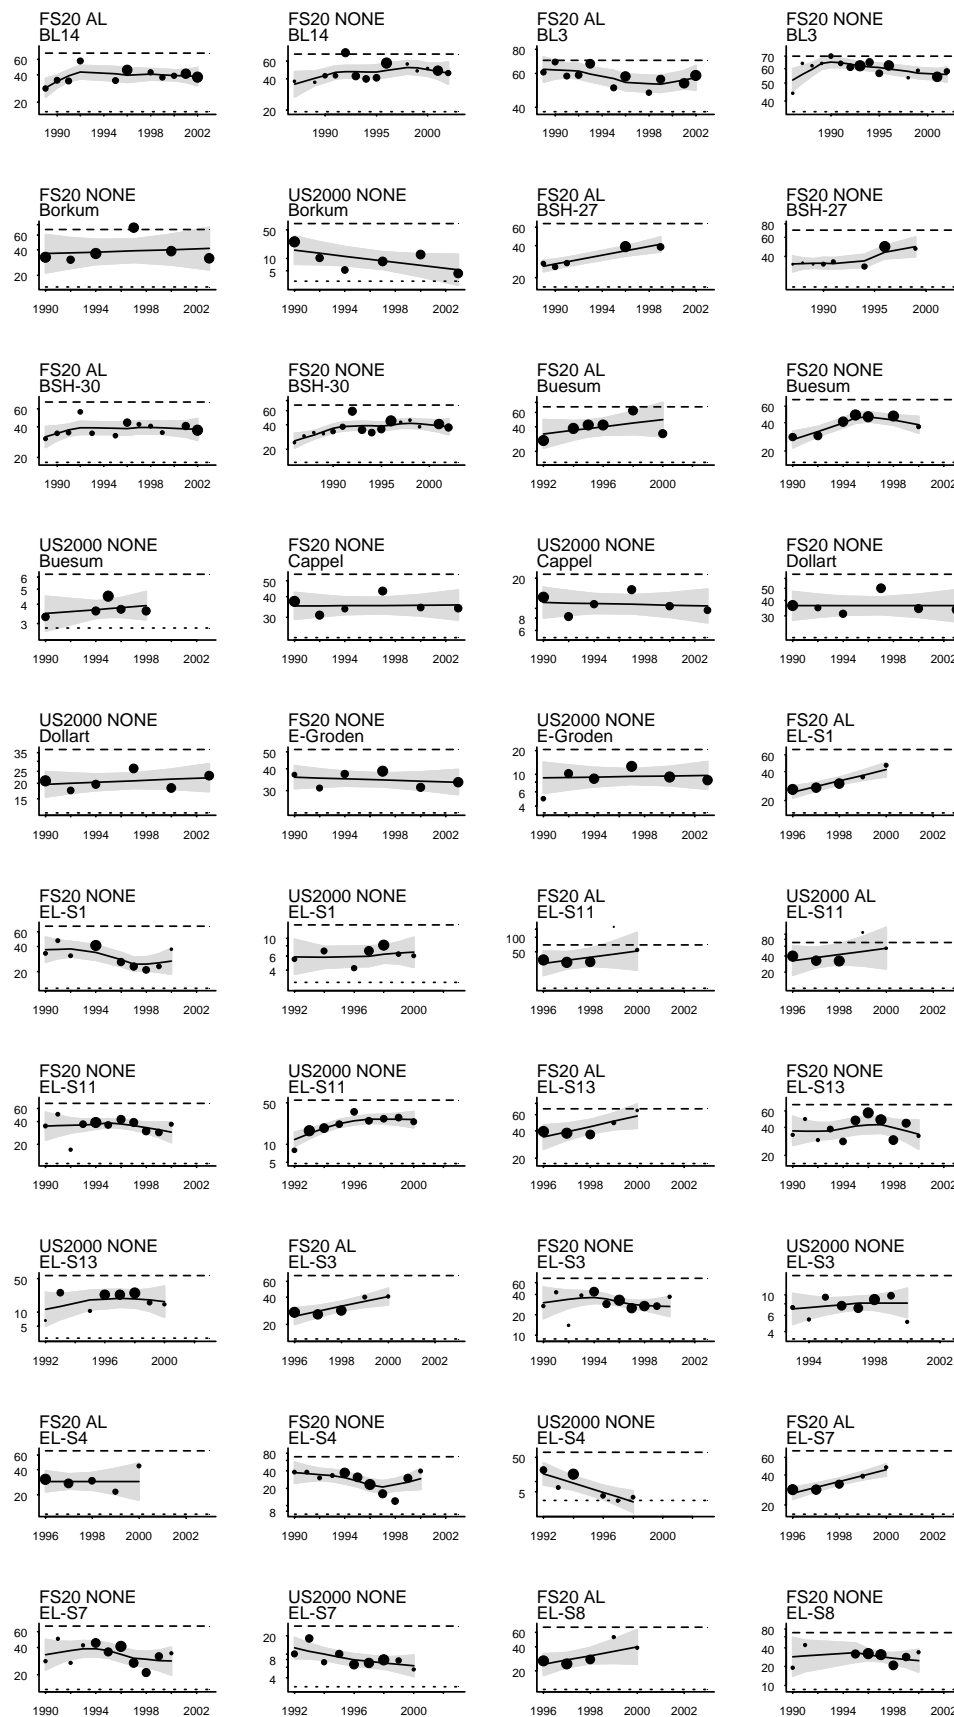 FS20 AL
BL14
60
40
20
1990 1994 1998 2002
FS20 NONE
BL14
60
40
20
1990 1995 2000
FS20 AL
BL3
80
60
40
1990 1994 1998 2002
FS20 NONE
BL3
70
60
50
40
1990 1995 2000
FS20 NONE
Borkum
60
40
20
1990 1994 1998 2002
US2000 NONE
Borkum
50
10
5
1990 1994 1998 2002
FS20 AL
BSH-27
60
40
20
1990 1994 1998 2002
FS20 NONE
BSH-27
80
60
40
1990 1995 2000
FS20 AL
BSH-30
60
40
20
1990 1994 1998 2002
FS20 NONE
BSH-30
60
40
20
1990 1995 2000
FS20 AL
Buesum
60
40
20
1992 1996 2000
FS20 NONE
Buesum
60
40
20
1990 1994 1998 2002
US2000 NONE
Buesum
6
5
4
3
1990 1994 1998 2002
FS20 NONE
Cappel
50
40
30
1990 1994 1998 2002
US2000 NONE
Cappel
20
8
6
1990 1994 1998 2002
FS20 NONE
Dollart
50
40
30
1990 1994 1998 2002
US2000 NONE
Dollart
35
25
20
15
1990 1994 1998 2002
FS20 NONE
E-Groden
50
40
30
1990 1994 1998 2002
US2000 NONE
E-Groden
20
10
6
4
1990 1994 1998 2002
FS20 AL
EL-S1
60
40
20
1996 1998 2000 2002
FS20 NONE
EL-S1
60
40
20
1990 1994 1998 2002
US2000 NONE
EL-S1
10
6
4
1992 1996 2000
FS20 AL
EL-S11
100
50
1996 1998 2000 2002
US2000 AL
EL-S11
80
40
20
1996 1998 2000 2002
FS20 NONE
EL-S11
60
40
20
1990 1994 1998 2002
US2000 NONE
EL-S11
50
10
5
1992 1996 2000
FS20 AL
EL-S13
60
40
20
1996 1998 2000 2002
FS20 NONE
EL-S13
60
40
20
1990 1994 1998 2002
US2000 NONE
EL-S13
50
10
5
1992 1996 2000
FS20 AL
EL-S3
60
40
20
1996 1998 2000 2002
FS20 NONE
EL-S3
60
40
20
10
1990 1994 1998 2002
US2000 NONE
EL-S3
10
6
4
1994 1998 2002
FS20 AL
EL-S4
60
40
20
1996 1998 2000 2002
FS20 NONE
EL-S4
80
40
20
8
1990 1994 1998 2002
US2000 NONE
EL-S4
50
5
1992 1996 2000
FS20 AL
EL-S7
60
40
20
1996 1998 2000 2002
FS20 NONE
EL-S7
60
40
20
1990 1994 1998 2002
US2000 NONE
EL-S7
20
8
4
1992 1996 2000
FS20 AL
EL-S8
60
40
20
1996 1998 2000 2002
FS20 NONE
EL-S8
80
40
20
10
1990 1994 1998 2002